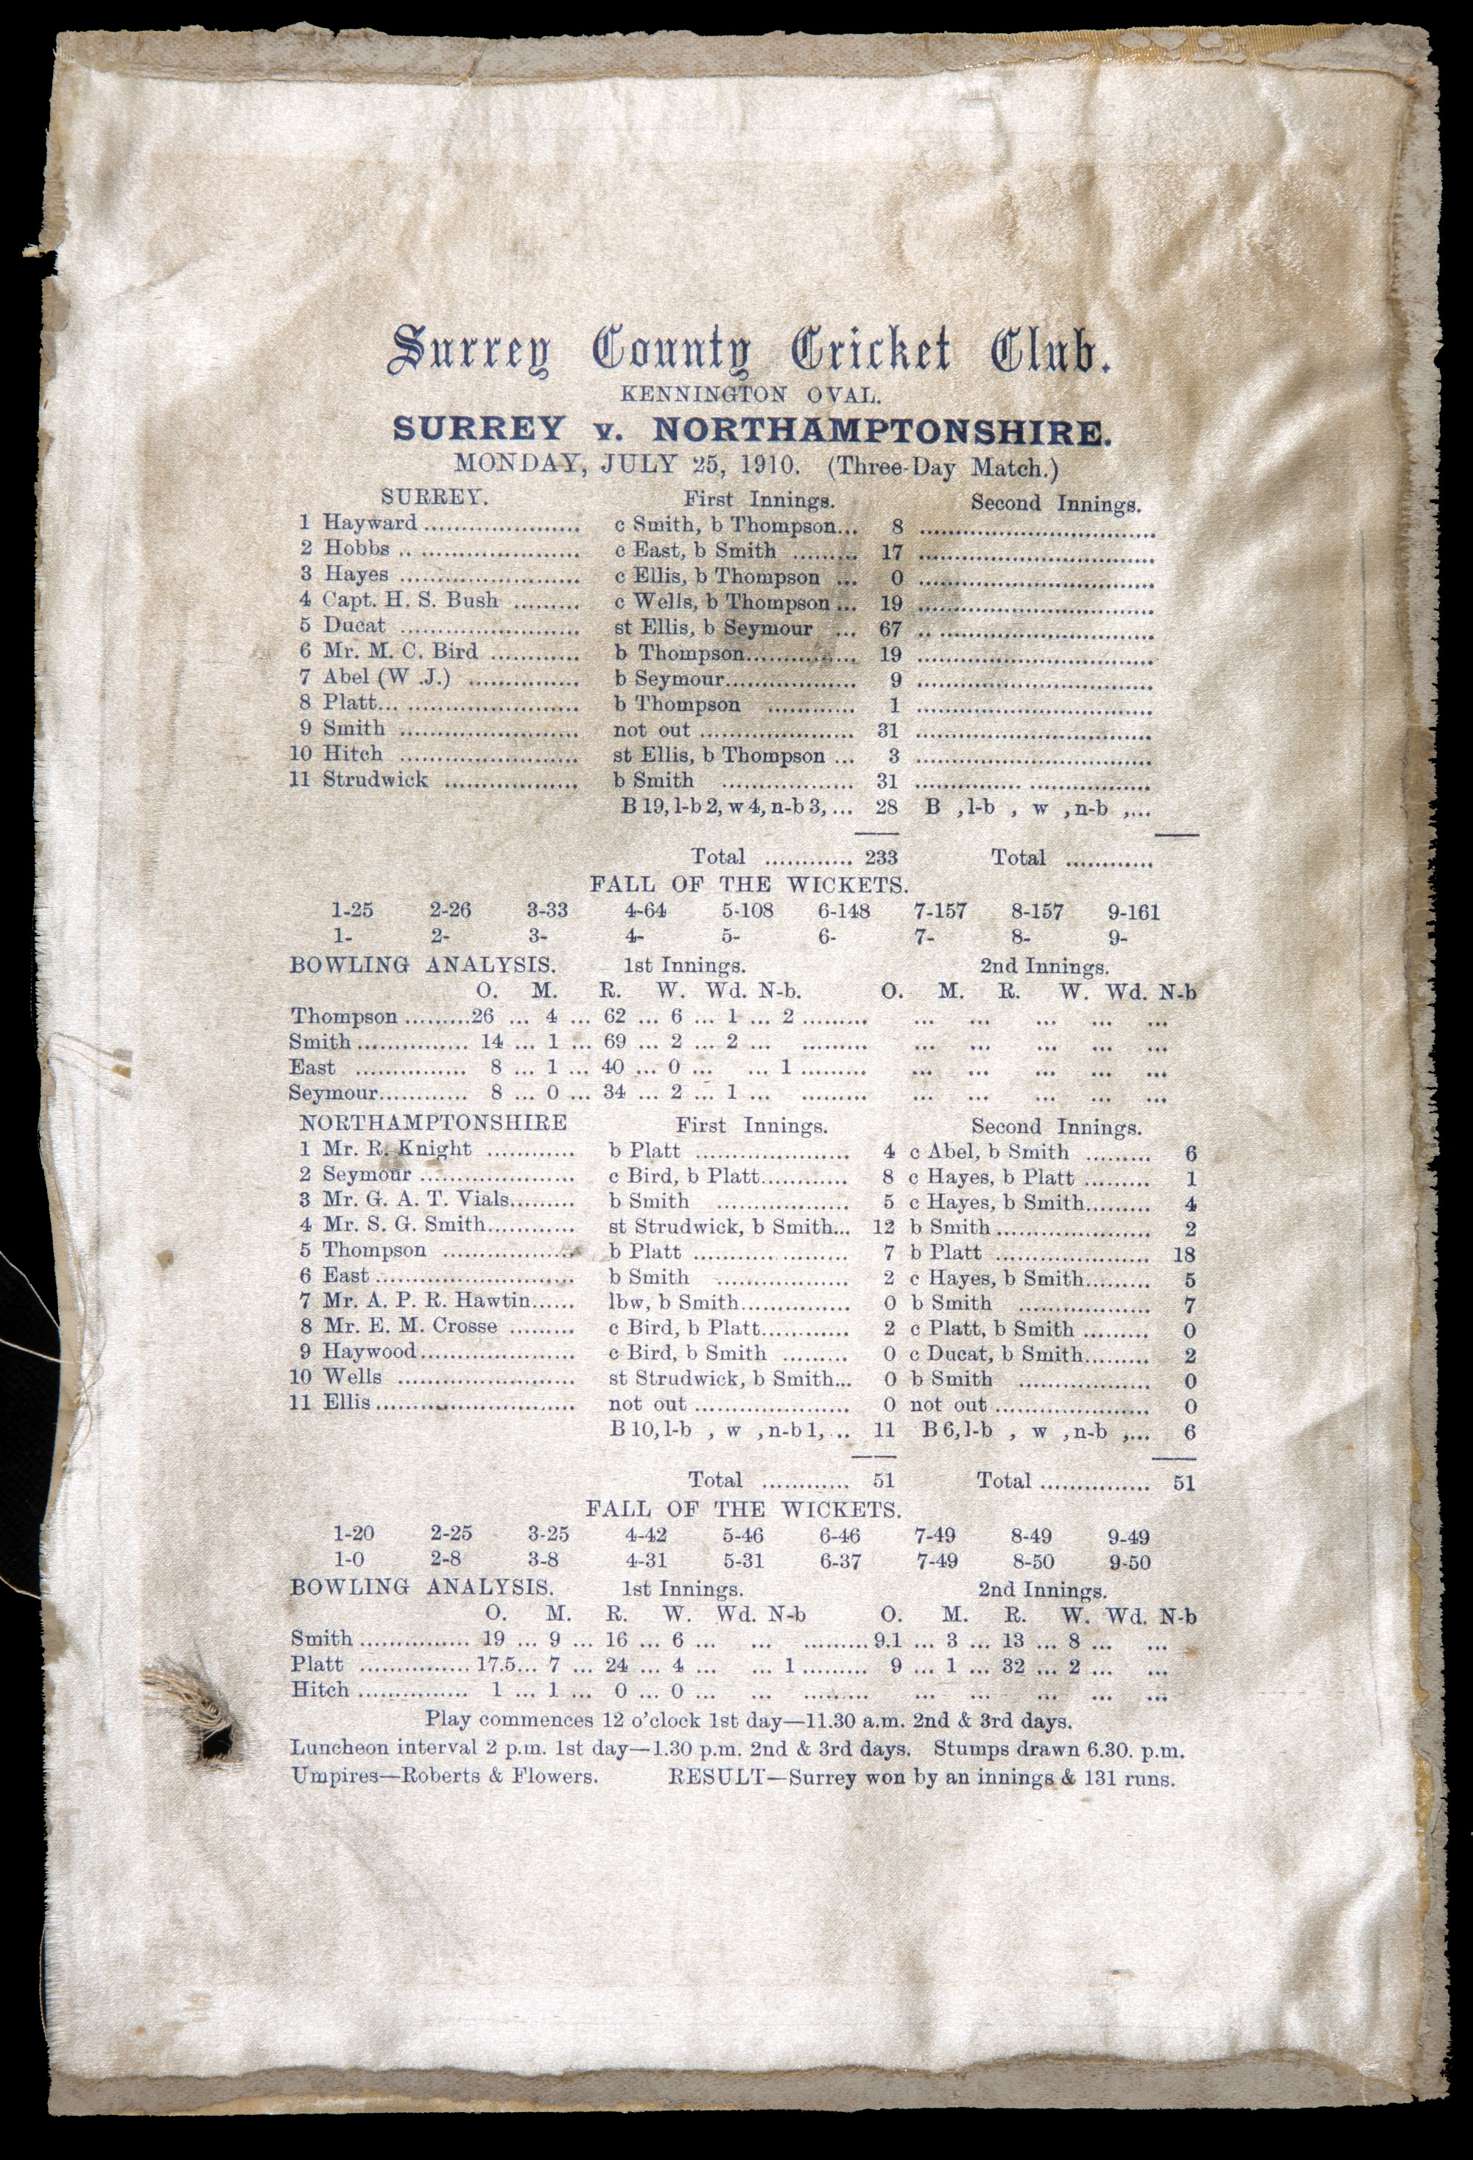 Surrey County Cricket Club.
KENNINGTON OVAL.
SURREY v. NORTHAMPTONSHIRE.
MONDAY, JULY 25, 1910. (Three-Day Match.)
SURREY. First Innings. Second Innings.
1 Hayward ..................... c Smith, b Thompson... 8 ................................
2 Hobbs .. ..................... c East, b Smith ......... 17 ................................
3 Hayes ........................ c Ellis, b Thompson ... 0 ................................
4 Capt. H. S. Bush ......... c Wells, b Thompson ... 19 ................................
5 Ducat ........................ st Ellis, b Seymour ... 67 .. .............................
6 Mr. M. C. Bird ............ b Thompson............... 19 ................................
7 Abel (W .J.) ............... b Seymour.................. 9 ................................
8 Platt... ....................... b Thompson ............ 1 ................................
9 Smith ........................ not out ..................... 31 ................................
10 Hitch ........................ st Ellis, b Thompson ... 3 ................................
11 Strudwick .................. b Smith .................. 31 .............. ................
B 19, l-b 2, w 4, n-b 3, ... 28 B , l-b , w , n-b ,...
Total ............ 233 Total ............
FALL OF THE WICKETS.
1-25 2-26 3-33 4-64 5-108 6-148 7-157 8-157 9-161
1- 2- 3- 4- 5- 6- 7- 8- 9-
BOWLING ANALYSIS. 1st Innings. 2nd Innings.
O. M. R. W. Wd. N-b. O. M. R. W. Wd. N-b
Thompson .........26 ... 4 ... 62 ... 6 ... 1 ... 2 ......... ... ... ... ... ...
Smith ............... 14 ... 1 ... 69 ... 2 ... 2 ... ......... ... ... ... ... ...
East ............... 8 ... 1 ... 40 ... 0 ... ... 1 ......... ... ... ... ... ...
Seymour............ 8 ... 0 ... 34 ... 2 ... 1 ... ......... ... ... ... ... ...
NORTHAMPTONSHIRE First Innings. Second Innings.
1 Mr. R. Knight ............ b Platt ..................... 4 c Abel, b Smith ......... 6
2 Seymour ..................... c Bird, b Platt............ 8 c Hayes, b Platt ......... 1
3 Mr. G. A. T. Vials......... b Smith .................. 5 c Hayes, b Smith......... 4
4 Mr. S. G. Smith............ st Strudwick, b Smith... 12 b Smith ..................... 2
5 Thompson .................. b Platt ............ ......... 7 b Platt ..................... 18
6 East ........................... b Smith .................. 2 c Hayes, b Smith......... 5
7 Mr. A. P. R. Hawtin...... lbw, b Smith............... 0 b Smith .................. 7
8 Mr. E. M. Crosse ......... c Bird, b Platt............ 2 c Platt, b Smith ......... 0
9 Haywood..................... c Bird, b Smith ......... 0 c Ducat, b Smith......... 2
10 Wells ........................ st Strudwick, b Smith... 0 b Smith .................. 0
11 Ellis ........................... not out ..................... 0 not out ..................... 0
B 10, l-b , w , n-b 1, ... 11 B 6, l-b , w , n-b ,... 6
Total ............ 51 Total ............... 51
FALL OF THE WICKETS.
1-20 2-25 3-25 4-42 5-46 6-46 7-49 8-49 9-49
1-0 2-8 3-8 4-31 5-31 6-37 7-49 8-50 9-50
BOWLING ANALYSIS. 1st Innings. 2nd Innings.
O. M. R. W. Wd. N-b O. M. R. W. Wd. N-b
Smith ............... 19 ... 9 ... 16 ... 6 ... ... .........9.1 ... 3 ... 13 ... 8 ... ...
Platt ............... 17.5... 7 ... 24 ... 4 ... ... 1 ......... 9 ... 1 ... 32 ... 2 ... ...
Hitch ............... 1 ... 1 ... 0 ... 0 ... ... ......... ... ... ... ... ...
Play commences 12 o'clock 1st day—11.30 a.m. 2nd & 3rd days.
Luncheon interval 2 p.m. 1st day—1.30 p.m. 2nd & 3rd days. Stumps drawn 6.30. p.m.
Umpires—Roberts & Flowers. RESULT—Surrey won by an innings & 131 runs.